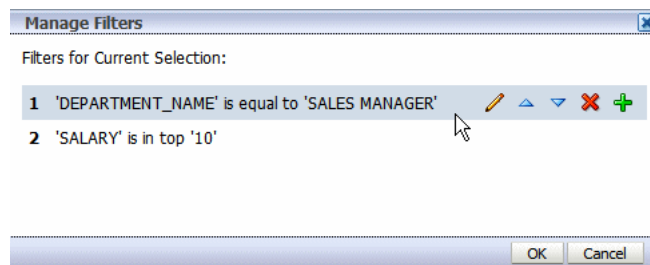 Manage Filters
Filters for Current Selection:
1 'DEPARTMENT_NAME' is equal to 'SALES MANAGER'
2 'SALARY' is in top '10'
OK Cancel